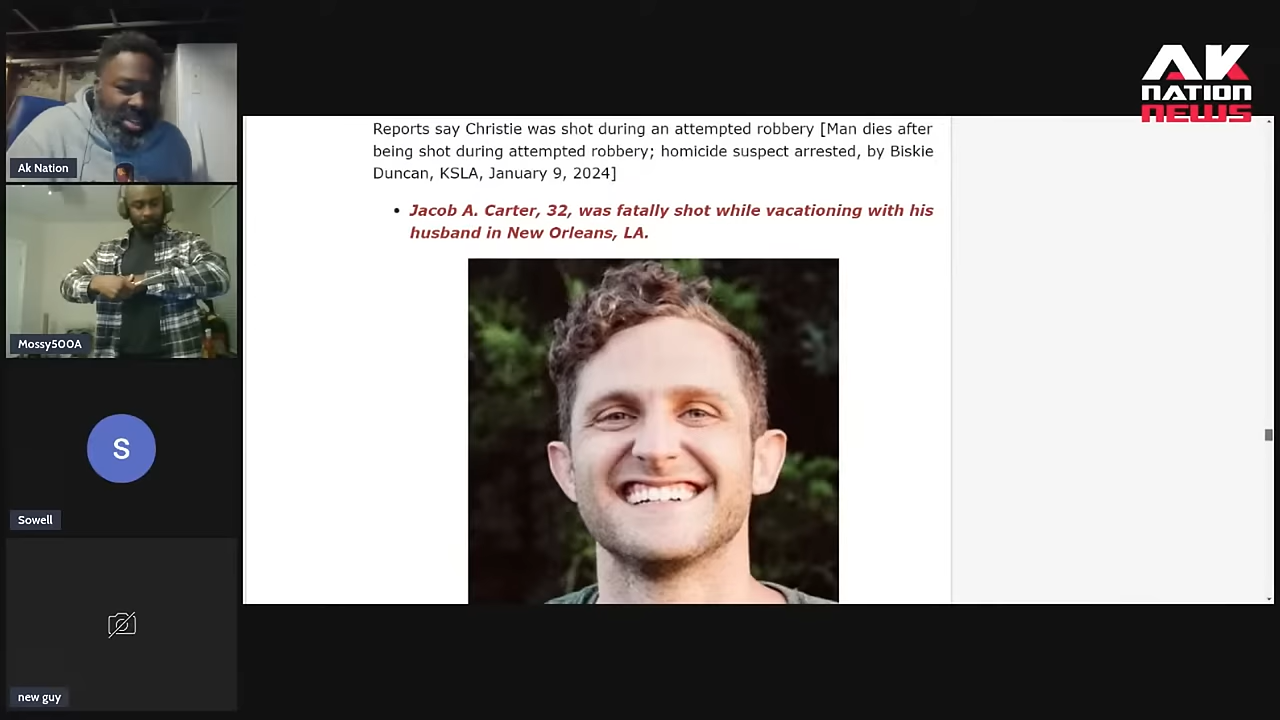 AK
NATION
NEWS
Ak Nation
Mossy500A
S
Sowell
new guy
Reports say Christie was shot during an attempted robbery [Man dies after
being shot during attempted robbery; homicide suspect arrested, by Biskie
Duncan, KSLA, January 9, 2024]
• Jacob A. Carter, 32, was fatally shot while vacationing with his
husband in New Orleans, LA.